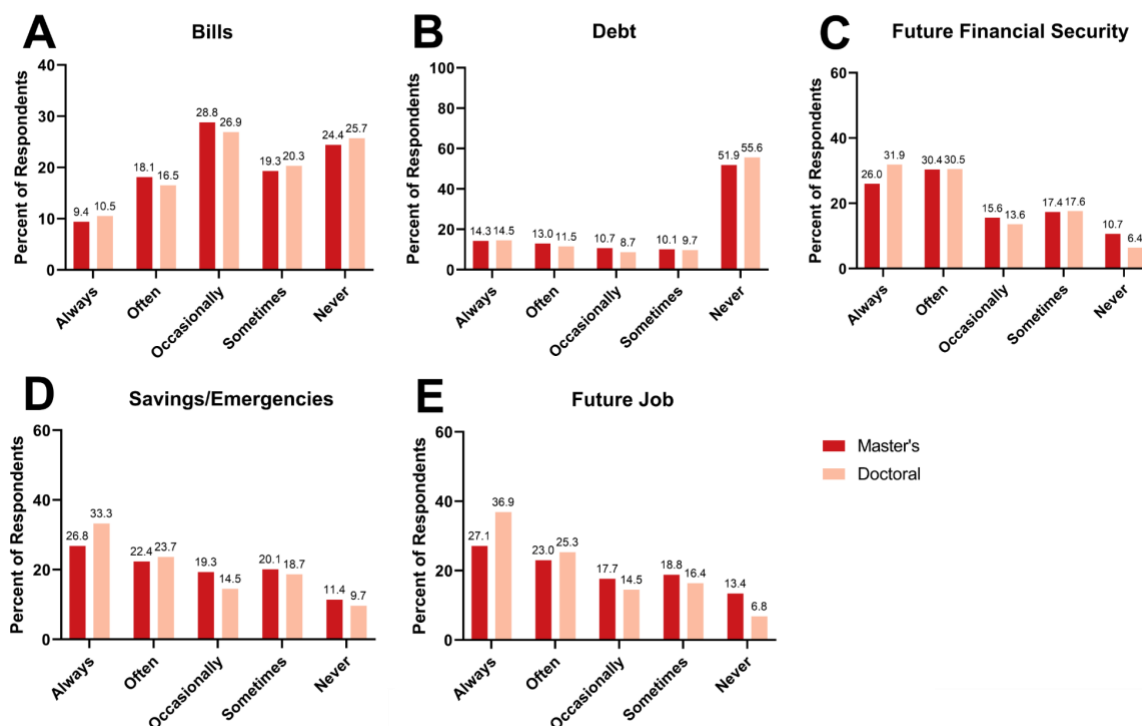 A
Bills
Percent of Respondents
40
30
20
10
0
9.4
10.5
18.1
16.5
28.8
26.9
19.3
20.3
24.4
25.7
Always
Often
Occasionally
Sometimes
Never
B
Debt
Percent of Respondents
100
80
60
40
20
0
14.3
14.5
13.0
11.5
10.7
8.7
10.1
9.7
51.9
55.6
Always
Often
Occasionally
Sometimes
Never
C
Future Financial Security
Percent of Respondents
60
40
20
0
26.0
31.9
30.4
30.5
15.6
13.6
17.4
17.6
10.7
6.4
Always
Often
Occasionally
Sometimes
Never
D
Savings/Emergencies
Percent of Respondents
60
40
20
0
26.8
33.3
22.4
23.7
19.3
14.5
20.1
18.7
11.4
9.7
Always
Often
Occasionally
Sometimes
Never
E
Future Job
Percent of Respondents
60
40
20
0
27.1
36.9
23.0
25.3
17.7
14.5
18.8
16.4
13.4
6.8
Always
Often
Occasionally
Sometimes
Never
Master's
Doctoral